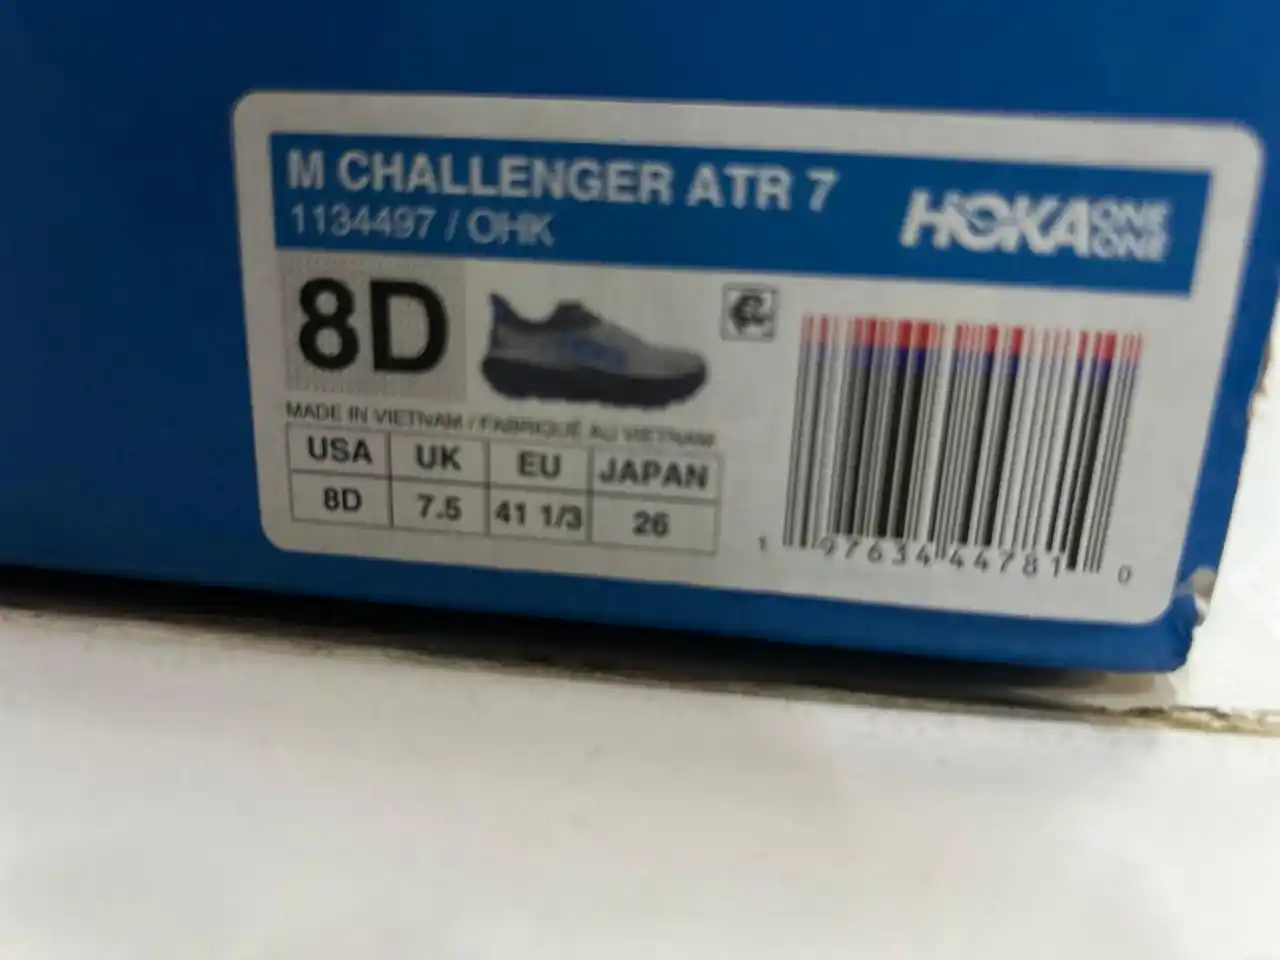 M CHALLENGER ATR 7
1134497 / OHK
HOKA ONE ONE
8D
MADE IN VIETNAM / FABRIQUÉ AU VIETNAM
USA UK EU JAPAN
8D 7.5 41 1/3 26
1 97634 44781 0